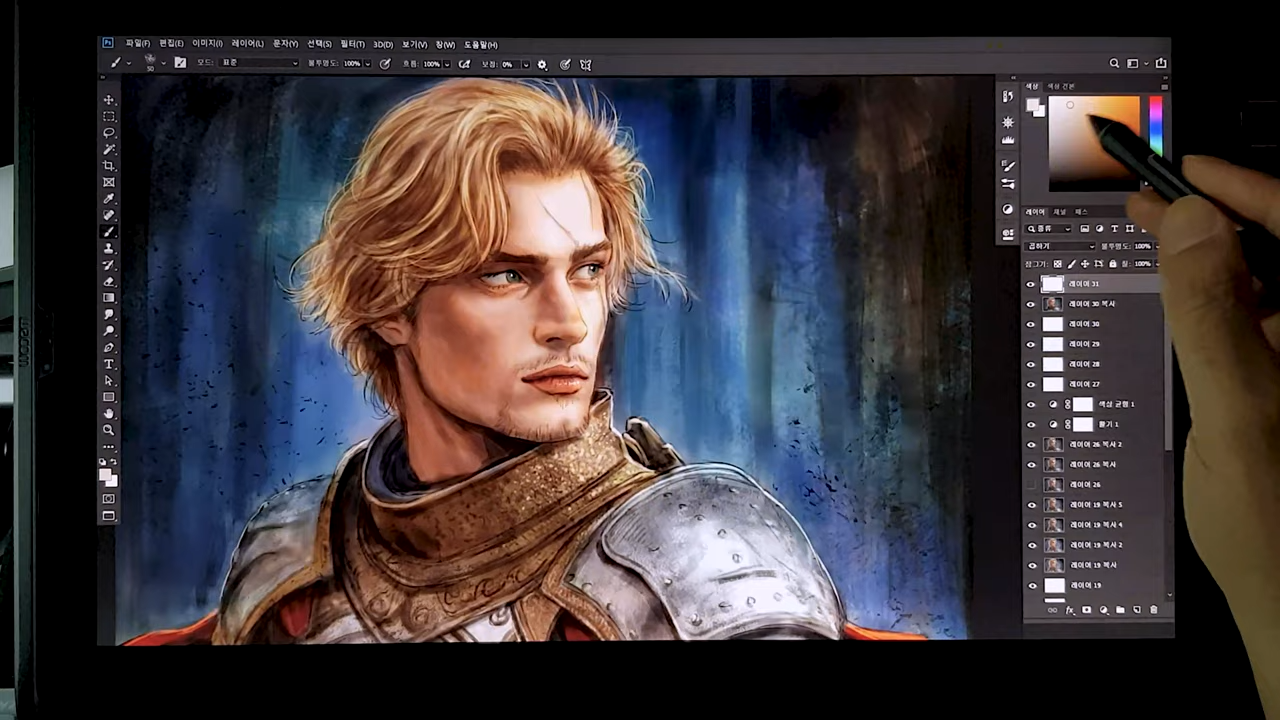 Ps 파일(F) 편집(E) 이미지(I) 레이어(L) 문자(Y) 선택(S) 필터(T) 3D(D) 보기(V) 창(W) 도움말(H)
50 모드: 표준 불투명도: 100% 흐름: 100% 보정: 0%
색상 색상 견본
레이어 채널 패스
종류
곱하기 불투명도: 100%
잠그기: 칠: 100%
레이어 31
레이어 30 복사
레이어 30
레이어 29
레이어 28
레이어 27
색상 균형 1
활기 1
레이어 26 복사 2
레이어 26 복사
레이어 26
레이어 19 복사 5
레이어 19 복사 4
레이어 19 복사 2
레이어 19 복사
레이어 19
wacom